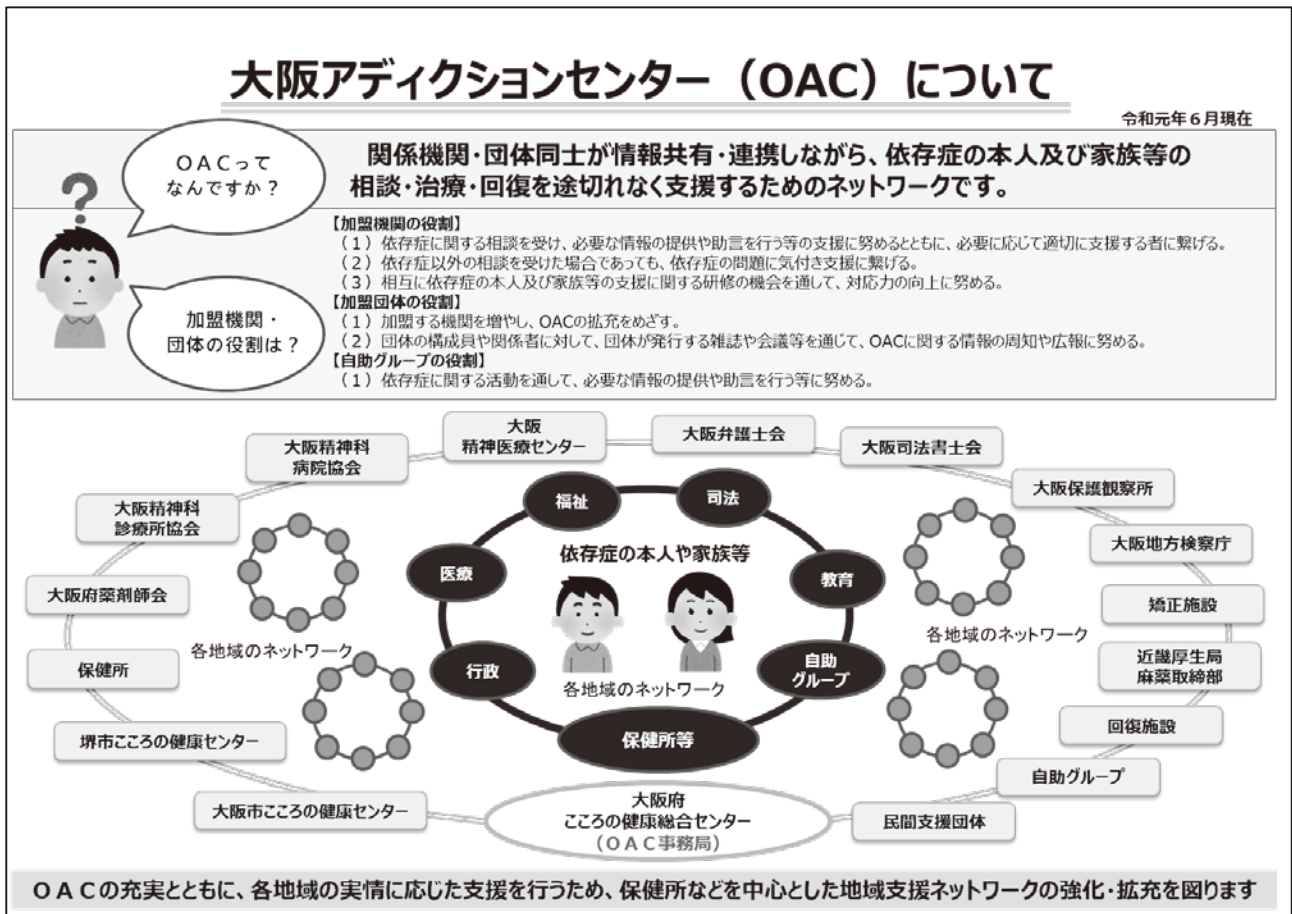 大阪アディクションセンター（OAC）について
令和元年６月現在
ＯＡＣって
なんですか？
関係機関・団体同士が情報共有・連携しながら、依存症の本人及び家族等の
相談・治療・回復を途切れなく支援するためのネットワークです。
?
加盟機関・
団体の役割は？
【加盟機関の役割】
（１）依存症に関する相談を受け、必要な情報の提供や助言を行う等の支援に努めるとともに、必要に応じて適切に支援する者に繋げる。
（２）依存症以外の相談を受けた場合であっても、依存症の問題に気付き支援に繋げる。
（３）相互に依存症の本人及び家族等の支援に関する研修の機会を通して、対応力の向上に努める。
【加盟団体の役割】
（１）加盟する機関を増やし、OACの拡充をめざす。
（２）団体の構成員や関係者に対して、団体が発行する雑誌や会議等を通じて、OACに関する情報の周知や広報に努める。
【自助グループの役割】
（１）依存症に関する活動を通して、必要な情報の提供や助言を行う等に努める。
大阪精神科
病院協会
大阪
精神医療センター
大阪弁護士会
大阪司法書士会
大阪保護観察所
大阪精神科
診療所協会
大阪地方検察庁
大阪府薬剤師会
矯正施設
保健所
近畿厚生局
麻薬取締部
堺市こころの健康センター
回復施設
大阪市こころの健康センター
自助グループ
民間支援団体
福祉
司法
医療
教育
行政
自助
グループ
保健所等
依存症の本人や家族等
各地域のネットワーク
各地域のネットワーク
各地域のネットワーク
大阪府
こころの健康総合センター
（ＯＡＣ事務局）
ＯＡＣの充実とともに、各地域の実情に応じた支援を行うため、保健所などを中心とした地域支援ネットワークの強化・拡充を図ります